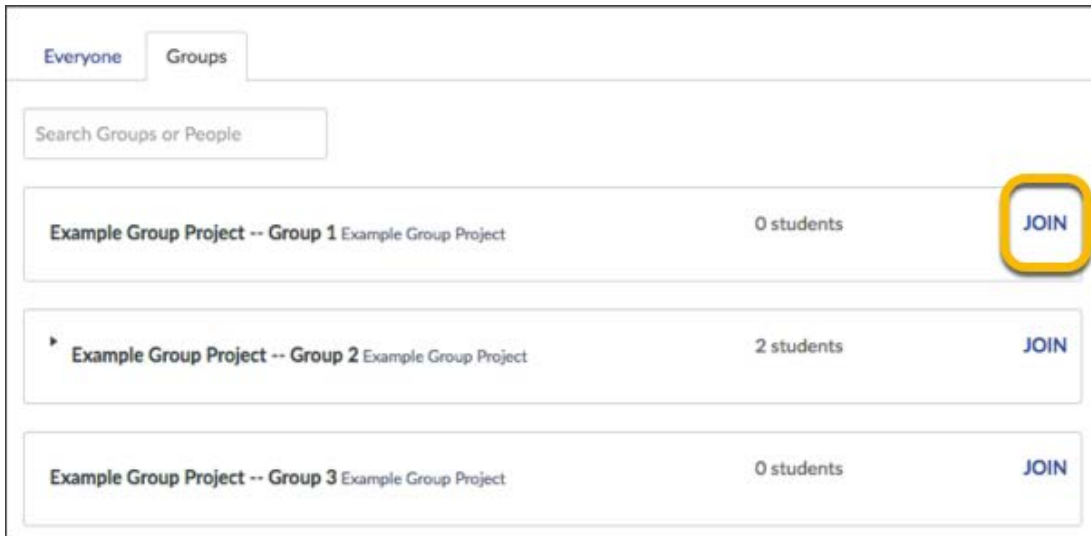 Everyone Groups
Search Groups or People
Example Group Project -- Group 1 Example Group Project 0 students JOIN
Example Group Project -- Group 2 Example Group Project 2 students JOIN
Example Group Project -- Group 3 Example Group Project 0 students JOIN